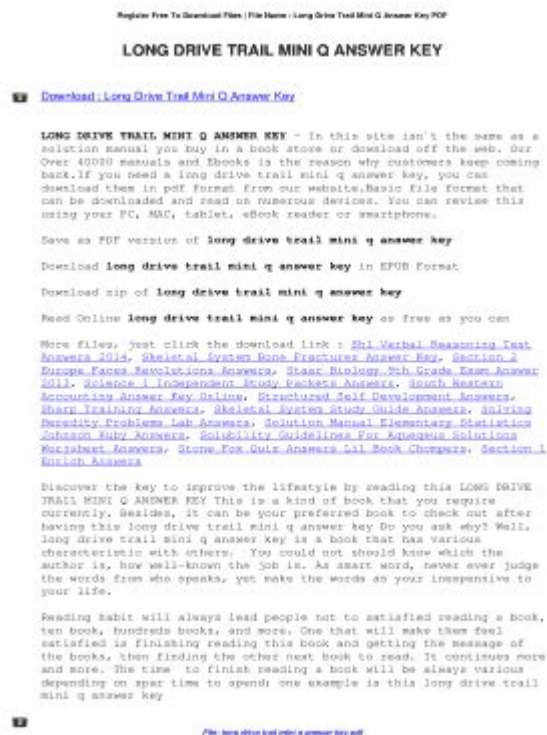 Register Free To Download Files | File Name : Long Drive Trail Mini Q Answer Key PDF
LONG DRIVE TRAIL MINI Q ANSWER KEY
Download : Long Drive Trail Mini Q Answer Key
LONG DRIVE TRAIL MINI Q ANSWER KEY - In this site isn't the same as a
solution manual you buy in a book store or download off the web. Our
Over 40000 manuals and Ebooks is the reason why customers keep coming
back.If you need a long drive trail mini q answer key, you can
download them in pdf format from our website.Basic file format that
can be downloaded and read on numerous devices. You can revise this
using your PC, MAC, tablet, eBook reader or smartphone.
Save as PDF version of long drive trail mini q answer key
Download long drive trail mini q answer key in EPUB Format
Download zip of long drive trail mini q answer key
Read Online long drive trail mini q answer key as free as you can
More files, just click the download link : Shl Verbal Reasoning Test
Answers 2014, Skeletal System Bone Fractures Answer Key, Section 2
Europe Faces Revolutions Answers, Staar Biology 9th Grade Exam Answer
2013, Science 1 Independent Study Packets Answers, South Western
Accounting Answer Key Online, Structured Self Development Answers,
Sharp Training Answers, Skeletal System Study Guide Answers, Solving
Heredity Problems Lab Answers, Solution Manual Elementary Statistics
Johnson Kuby Answers, Solubility Guidelines For Aqueous Solutions
Worksheet Answers, Stone Fox Quiz Answers Lil Book Chompers, Section 1
Enrich Answers
Discover the key to improve the lifestyle by reading this LONG DRIVE
TRAIL MINI Q ANSWER KEY This is a kind of book that you require
currently. Besides, it can be your preferred book to check out after
having this long drive trail mini q answer key Do you ask why? Well,
long drive trail mini q answer key is a book that has various
characteristic with others. You could not should know which the
author is, how well-known the job is. As smart word, never ever judge
the words from who speaks, yet make the words as your inexpensive to
your life.
Reading habit will always lead people not to satisfied reading a book,
ten book, hundreds books, and more. One that will make them feel
satisfied is finishing reading this book and getting the message of
the books, then finding the other next book to read. It continues more
and more. The time to finish reading a book will be always various
depending on spar time to spend; one example is this long drive trail
mini q answer key
File: long drive trail mini q answer key pdf